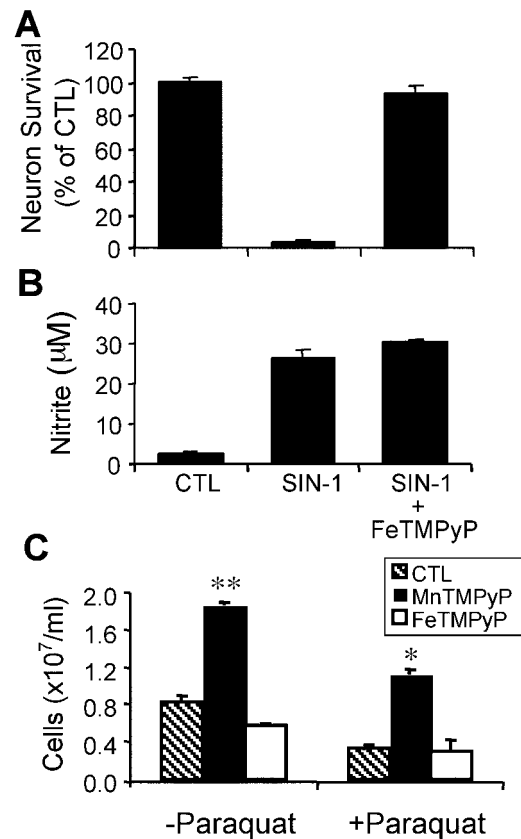 A
Neuron Survival
(% of CTL)
120
100
80
60
40
20
0
B
Nitrite (μM)
40
30
20
10
0
CTL
SIN-1
SIN-1
+
FeTMPyP
C
CTL
MnTMPyP
FeTMPyP
Cells (x10⁷/ml)
2.0
1.6
1.2
0.8
0.4
0.0
**
*
-Paraquat
+Paraquat